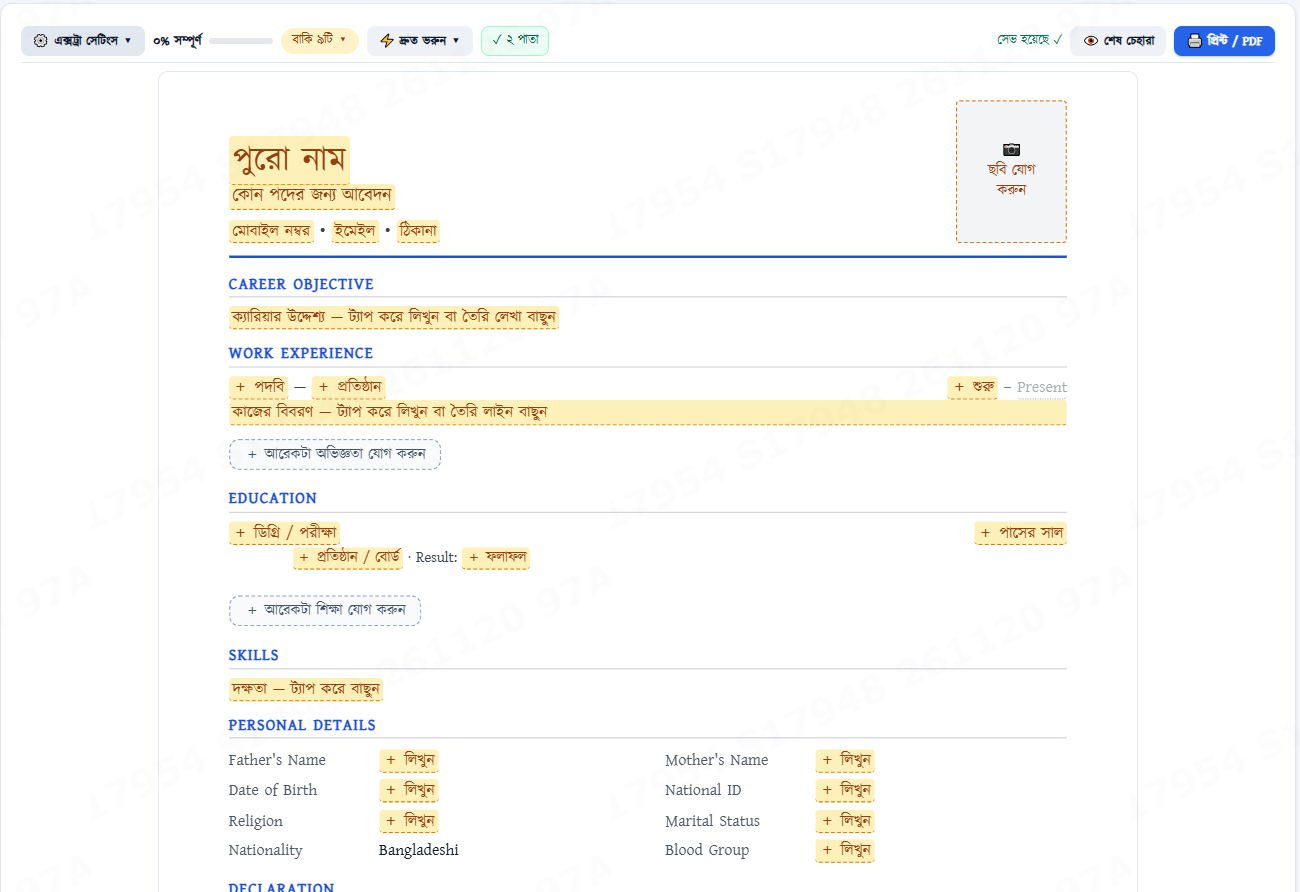 এক্সট্রা সেটিংস ▾ ০% সম্পূর্ণ বাকি ৯টি ▾ ⚡ দ্রুত ভরুন ▾ ✓ ২ পাতা সেভ হয়েছে ✓ শেষ চেহারা প্রিন্ট / PDF
ছবি যোগ
করুন
পুরো নাম
কোন পদের জন্য আবেদন
মোবাইল নম্বর • ইমেইল • ঠিকানা
CAREER OBJECTIVE
ক্যারিয়ার উদ্দেশ্য — ট্যাপ করে লিখুন বা তৈরি লেখা বাছুন
WORK EXPERIENCE
+ পদবি — + প্রতিষ্ঠান + শুরু – Present
কাজের বিবরণ — ট্যাপ করে লিখুন বা তৈরি লাইন বাছুন
+ আরেকটা অভিজ্ঞতা যোগ করুন
EDUCATION
+ ডিগ্রি / পরীক্ষা + পাসের সাল
+ প্রতিষ্ঠান / বোর্ড · Result: + ফলাফল
+ আরেকটা শিক্ষা যোগ করুন
SKILLS
দক্ষতা — ট্যাপ করে বাছুন
PERSONAL DETAILS
Father's Name + লিখুন Mother's Name + লিখুন
Date of Birth + লিখুন National ID + লিখুন
Religion + লিখুন Marital Status + লিখুন
Nationality Bangladeshi Blood Group + লিখুন
DECLARATION